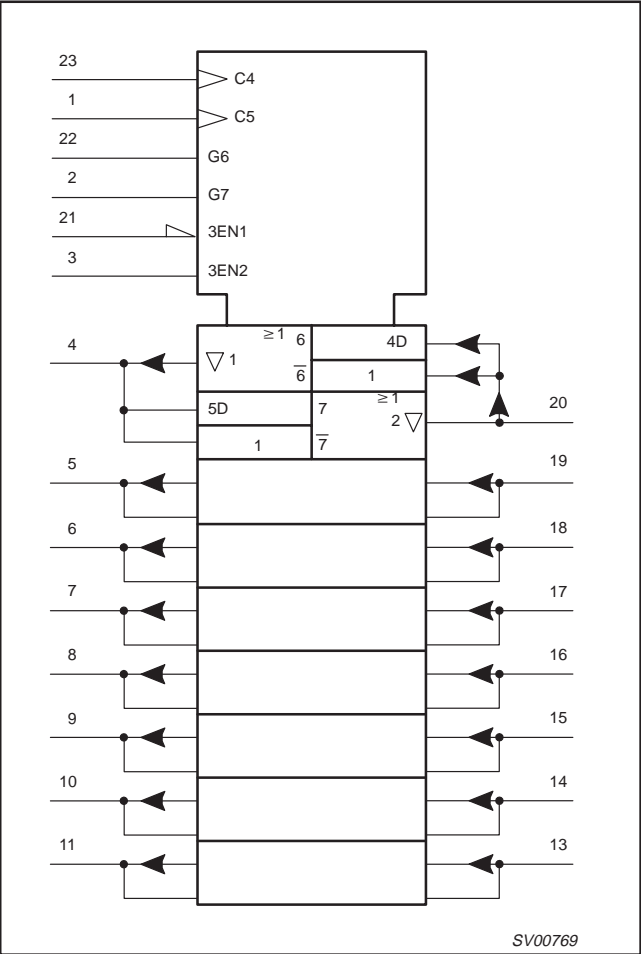 23 C4
1 C5
22 G6
2 G7
21 3EN1
3 3EN2
4 ▽ 1 ≥ 1 6 4D
6̅ 1
5D 7 ≥ 1 2 ▽ 20
1 7̅
5 19
6 18
7 17
8 16
9 15
10 14
11 13
SV00769